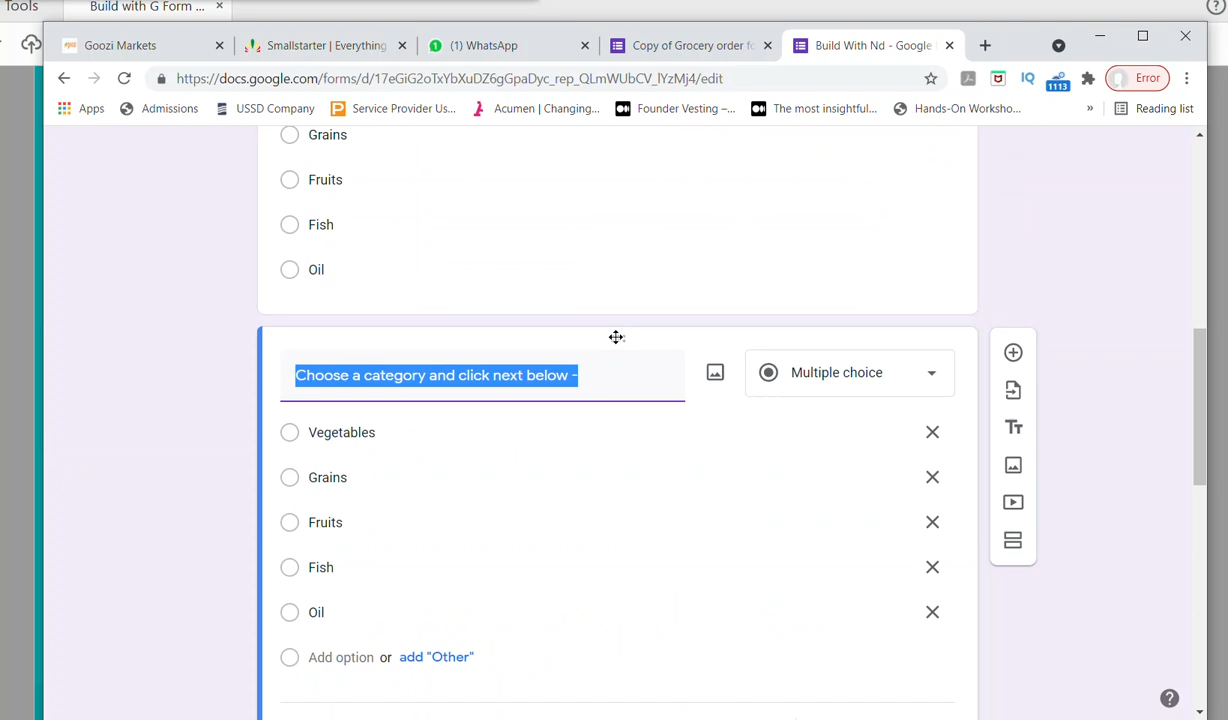 Tools
Build with G Form ...
Goozi Markets
Smallstarter | Everything
(1) WhatsApp
Copy of Grocery order fo
Build With Nd - Google
https://docs.google.com/forms/d/17eGiG2oTxYbXuDZ6gGpaDyc_rep_QLmWUbCV_lYzMj4/edit
IQ
1113
Error
Apps
Admissions
USSD Company
Service Provider Us...
Acumen | Changing...
Founder Vesting –...
The most insightful...
Hands-On Worksho...
»
Reading list
Grains
Fruits
Fish
Oil
Choose a category and click next below -
Multiple choice
Vegetables
Grains
Fruits
Fish
Oil
Add option or add "Other"